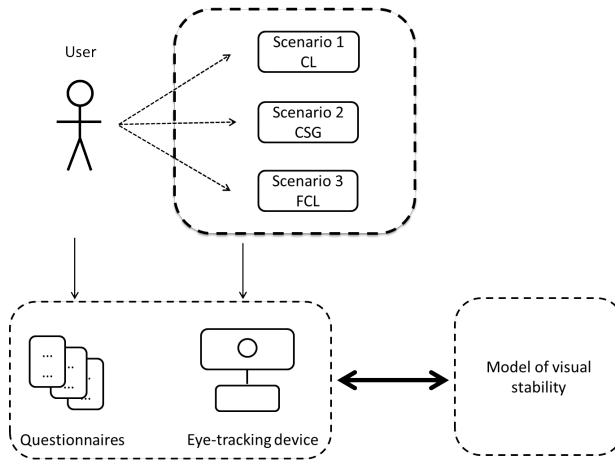 User
Scenario 1
CL
Scenario 2
CSG
Scenario 3
FCL
...
...
...
...
...
Questionnaires
Eye-tracking device
Model of visual
stability